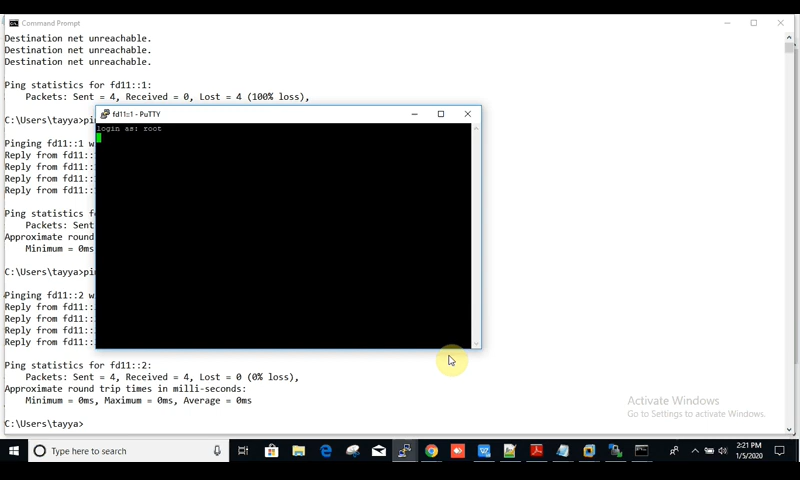 Command Prompt
Destination net unreachable.
Destination net unreachable.
Destination net unreachable.
Ping statistics for fd11::1:
Packets: Sent = 4, Received = 0, Lost = 4 (100% loss),
C:\Users\tayya>pi
fd11::1 - PuTTY
login as: root
Pinging fd11::1 w
Reply from fd11::
Reply from fd11::
Reply from fd11::
Reply from fd11::
Ping statistics f
Packets: Sent
Approximate round
Minimum = 0ms
C:\Users\tayya>pi
Pinging fd11::2 w
Reply from fd11::
Reply from fd11::
Reply from fd11::
Reply from fd11::
Ping statistics for fd11::2:
Packets: Sent = 4, Received = 4, Lost = 0 (0% loss),
Approximate round trip times in milli-seconds:
Minimum = 0ms, Maximum = 0ms, Average = 0ms
C:\Users\tayya>
Activate Windows
Go to Settings to activate Windows.
Type here to search
2:21 PM
1/5/2020